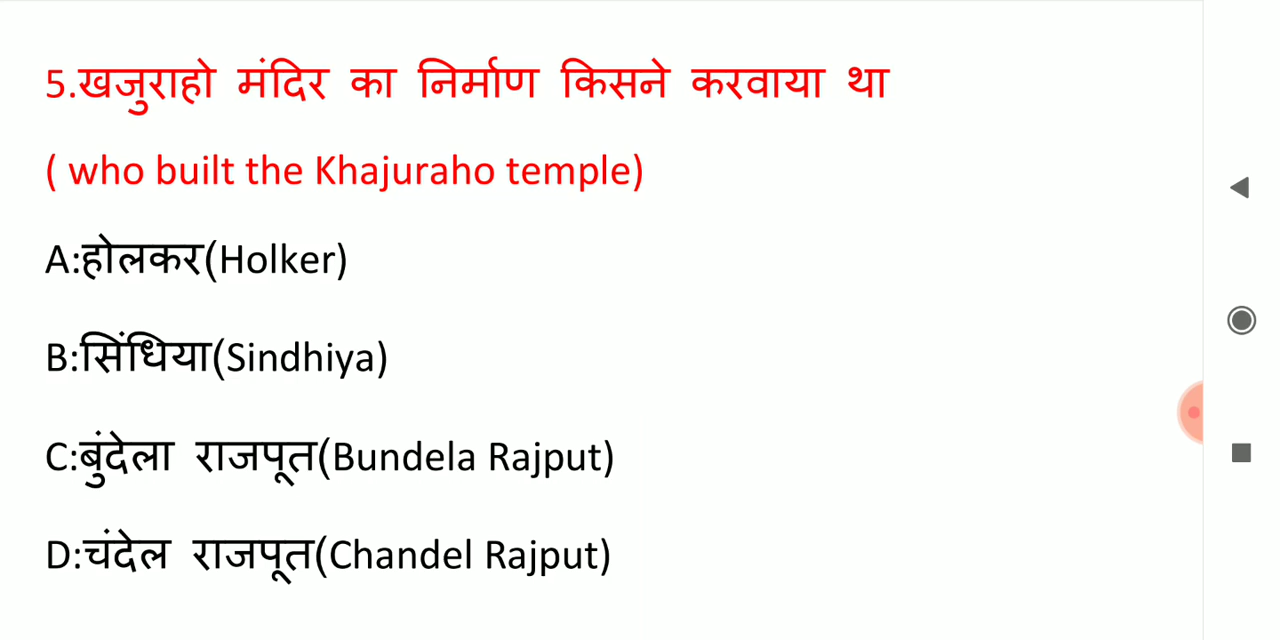 5.खजुराहो मंदिर का निर्माण किसने करवाया था
( who built the Khajuraho temple)
A:होलकर(Holker)
B:सिंधिया(Sindhiya)
C:बुंदेला राजपूत(Bundela Rajput)
D:चंदेल राजपूत(Chandel Rajput)